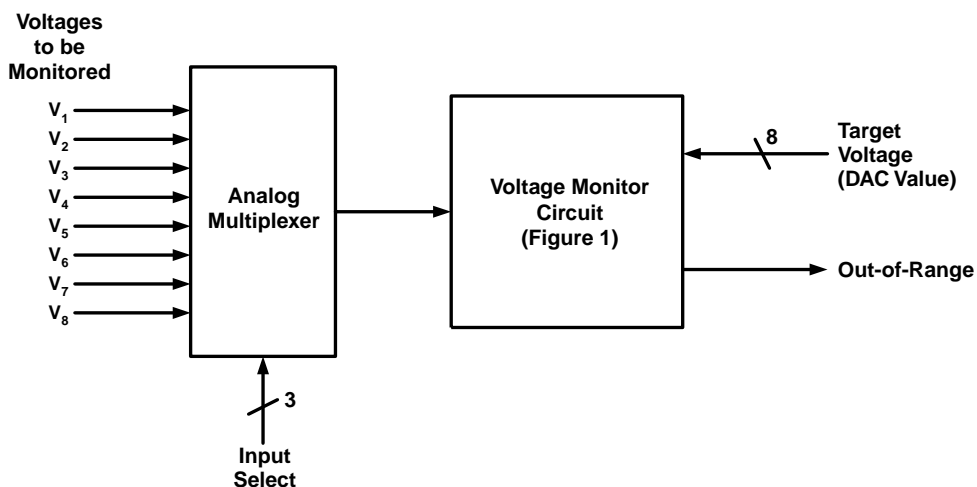 Voltages
to be
Monitored
V1
V2
V3
V4
V5
V6
V7
V8
Analog
Multiplexer
3
Input
Select
Voltage Monitor
Circuit
(Figure 1)
8
Target
Voltage
(DAC Value)
Out-of-Range